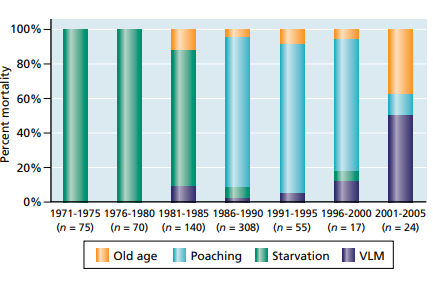 Percent mortality
100%
80%
60%
40%
20%
0%
1971-1975 1976-1980 1981-1985 1986-1990 1991-1995 1996-2000 2001-2005
(n = 75) (n = 70) (n = 140) (n = 308) (n = 55) (n = 17) (n = 24)
Old age Poaching Starvation VLM